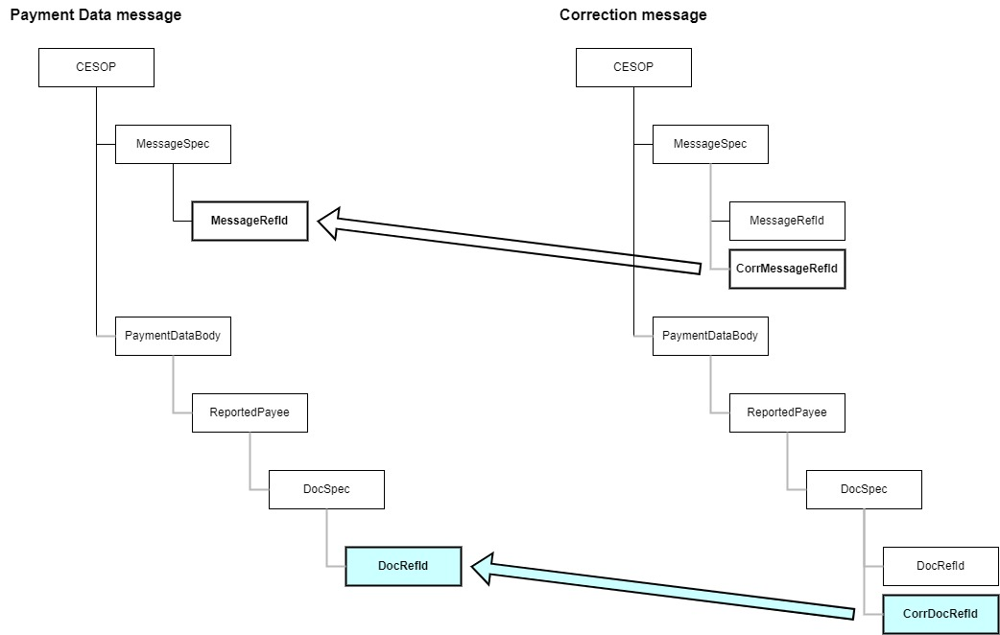 Payment Data message
Correction message
CESOP
CESOP
MessageSpec
MessageSpec
MessageRefId
MessageRefId
CorrMessageRefId
PaymentDataBody
PaymentDataBody
ReportedPayee
ReportedPayee
DocSpec
DocSpec
DocRefId
DocRefId
CorrDocRefId